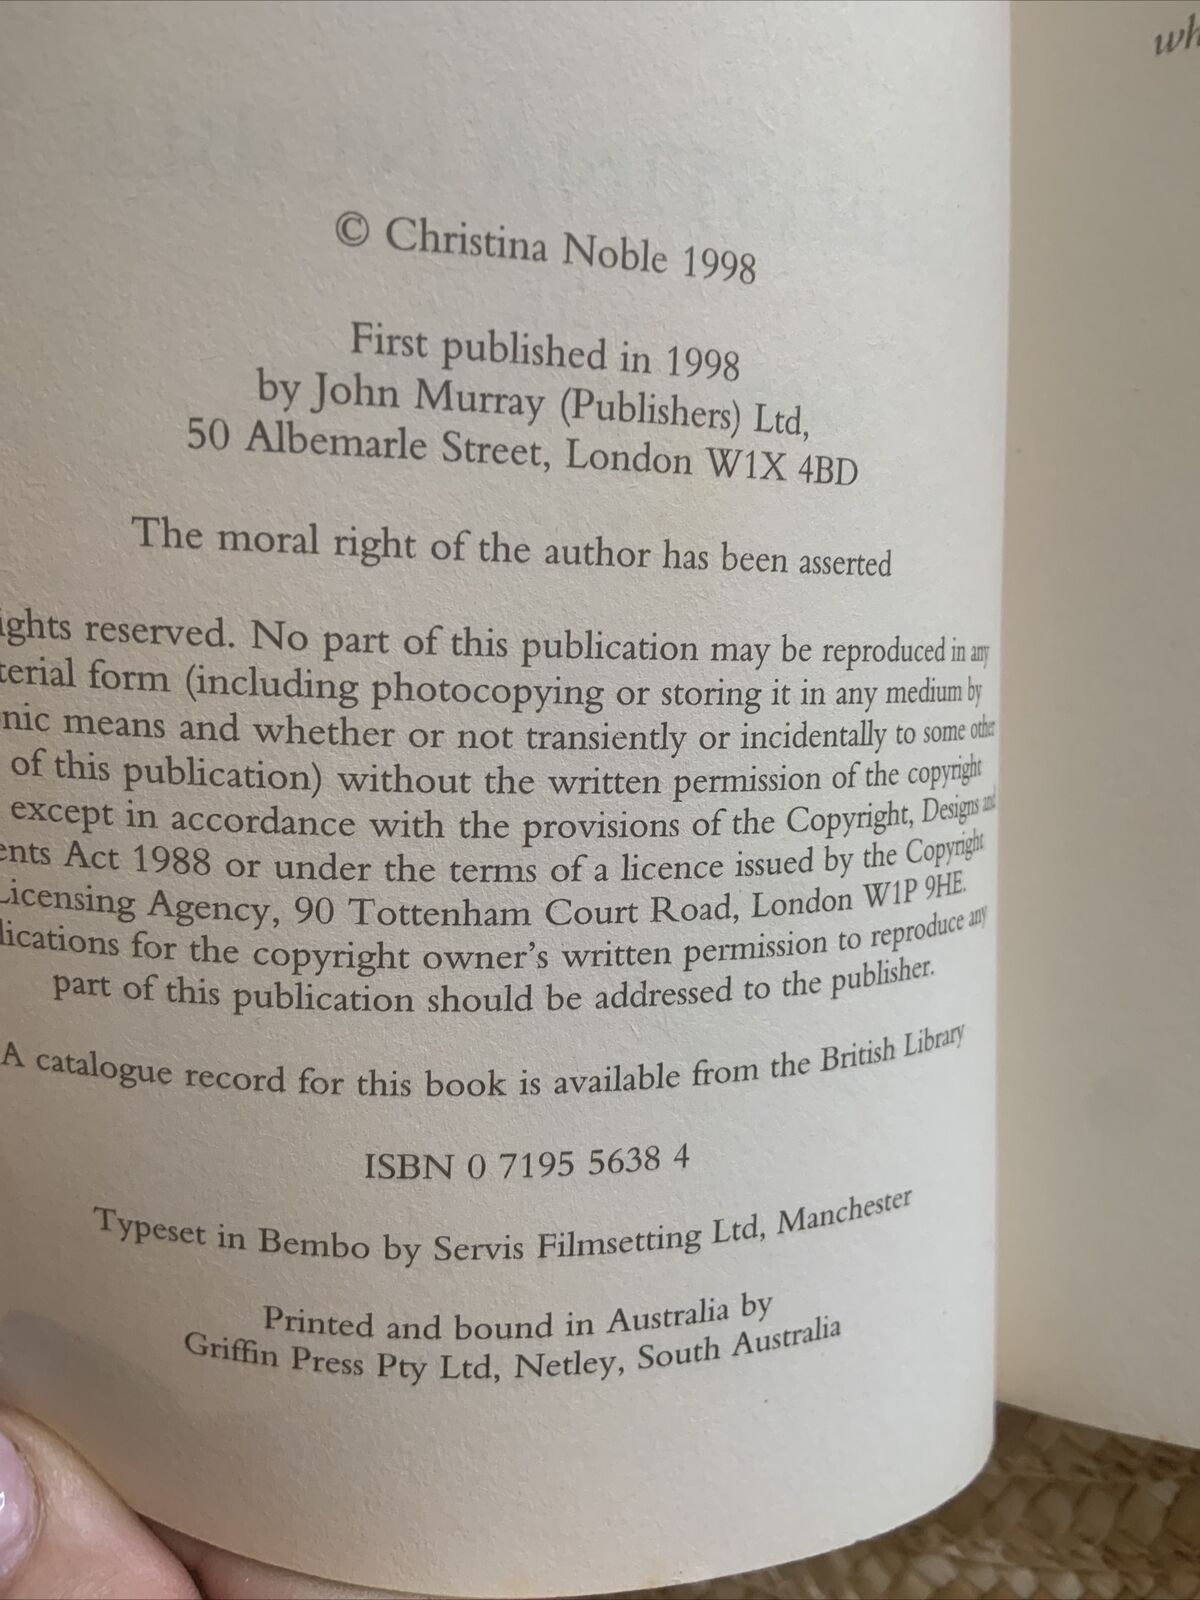 wh
© Christina Noble 1998
First published in 1998
by John Murray (Publishers) Ltd,
50 Albemarle Street, London W1X 4BD
The moral right of the author has been asserted
ights reserved. No part of this publication may be reproduced in any
terial form (including photocopying or storing it in any medium by
nic means and whether or not transiently or incidentally to some other
of this publication) without the written permission of the copyright
except in accordance with the provisions of the Copyright, Designs and
ents Act 1988 or under the terms of a licence issued by the Copyright
Licensing Agency, 90 Tottenham Court Road, London W1P 9HE.
lications for the copyright owner's written permission to reproduce any
part of this publication should be addressed to the publisher.
A catalogue record for this book is available from the British Library
ISBN 0 7195 5638 4
Typeset in Bembo by Servis Filmsetting Ltd, Manchester
Printed and bound in Australia by
Griffin Press Pty Ltd, Netley, South Australia